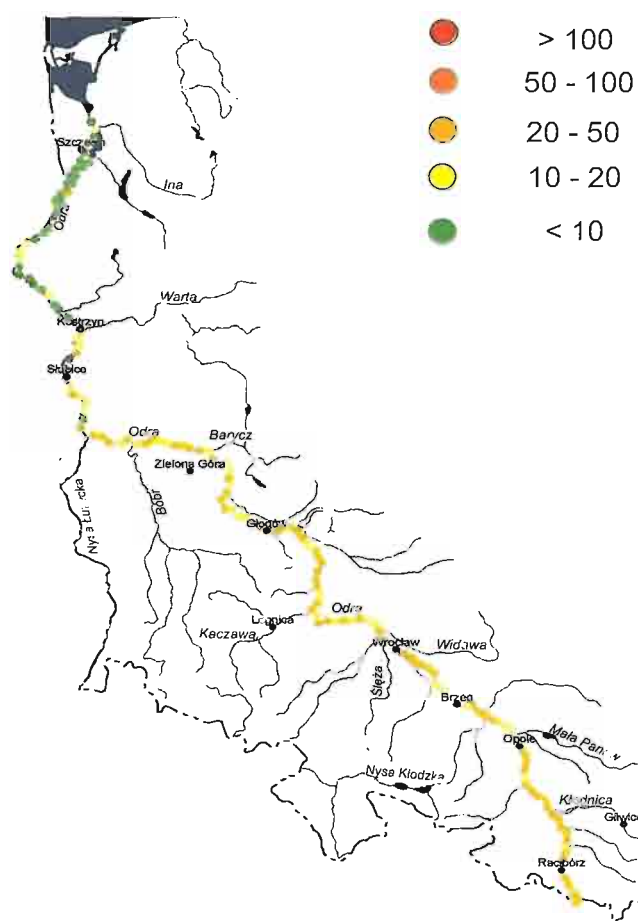 > 100
50 - 100
20 - 50
10 - 20
< 10
Ina
Odra
Warta
Kostrzyn
Słubice
Odra
Barycz
Zielona Góra
Bóbr
Głogów
Odra
Kaczawa
Wrocław
Widawa
Ślęza
Brzeg
Opole
Nysa Kłodzka
Kłodnica
Racibórz